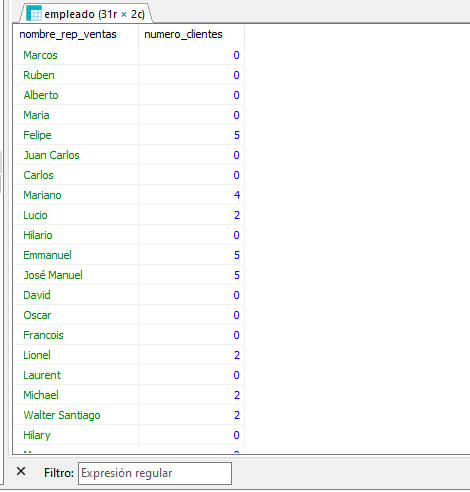 empleado (31r × 2c)
nombre_rep_ventas numero_clientes
Marcos 0
Ruben 0
Alberto 0
Maria 0
Felipe 5
Juan Carlos 0
Carlos 0
Mariano 4
Lucio 2
Hilario 0
Emmanuel 5
José Manuel 5
David 0
Oscar 0
Francois 0
Lionel 2
Laurent 0
Michael 2
Walter Santiago 2
Hilary 0
Filtro: Expresión regular